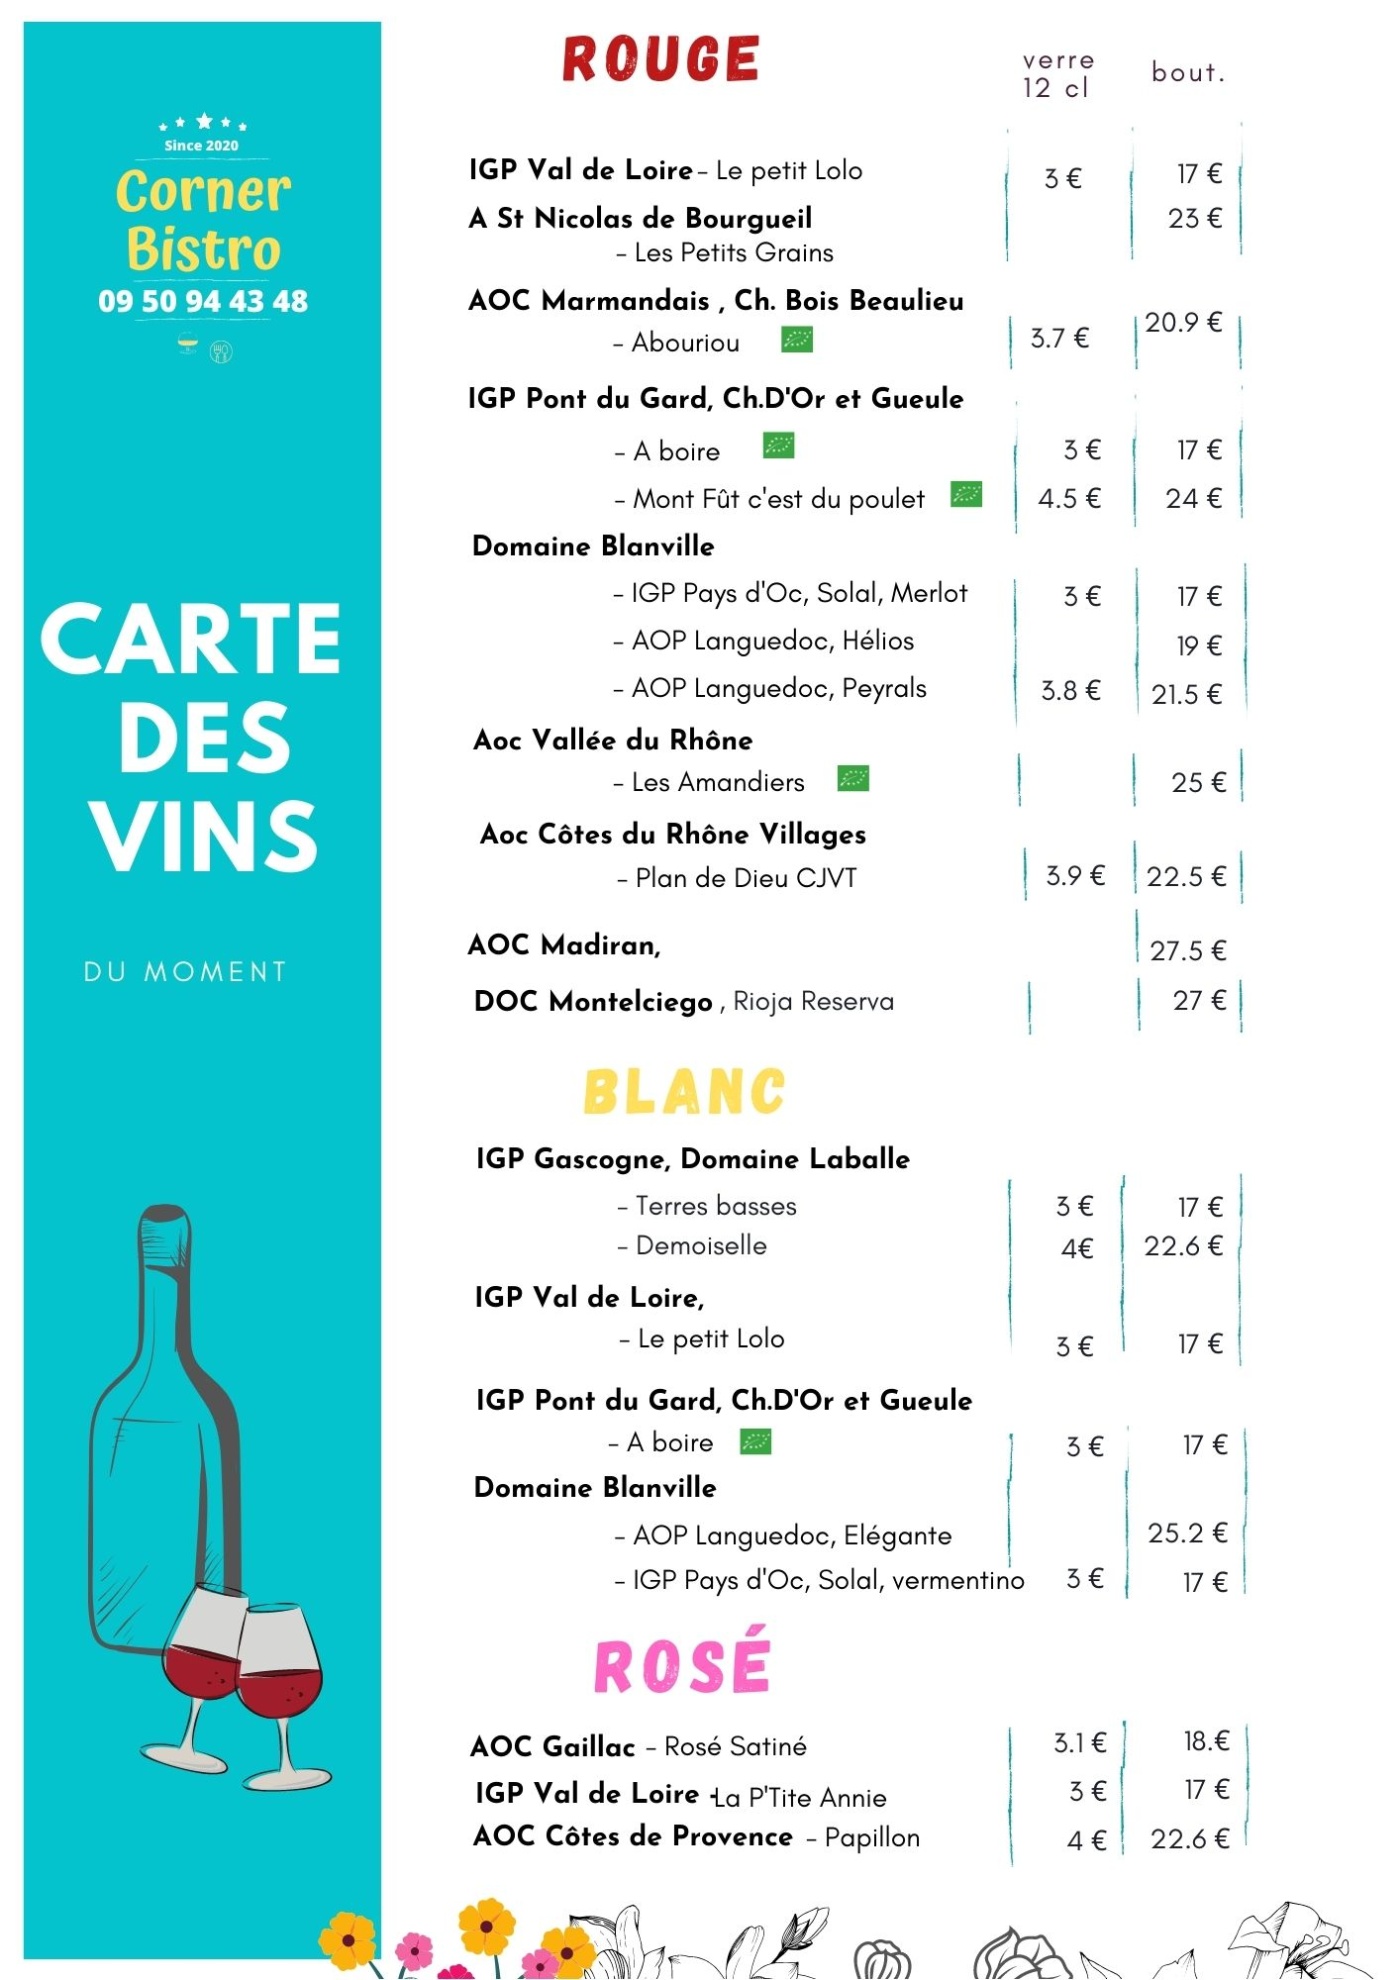 Since 2020
Corner
Bistro
09 50 94 43 48
CARTE
DES
VINS
DU MOMENT
ROUGE
verre
12 cl
bout.
IGP Val de Loire - Le petit Lolo 3 € 17 €
A St Nicolas de Bourgueil 23 €
- Les Petits Grains
AOC Marmandais , Ch. Bois Beaulieu
- Abouriou 3.7 € 20.9 €
IGP Pont du Gard, Ch.D'Or et Gueule
- A boire 3 € 17 €
- Mont Fût c'est du poulet 4.5 € 24 €
Domaine Blanville
- IGP Pays d'Oc, Solal, Merlot 3 € 17 €
- AOP Languedoc, Hélios 19 €
- AOP Languedoc, Peyrals 3.8 € 21.5 €
Aoc Vallée du Rhône
- Les Amandiers 25 €
Aoc Côtes du Rhône Villages
- Plan de Dieu CJVT 3.9 € 22.5 €
AOC Madiran, 27.5 €
DOC Montelciego , Rioja Reserva 27 €
BLANC
IGP Gascogne, Domaine Laballe
- Terres basses 3 € 17 €
- Demoiselle 4€ 22.6 €
IGP Val de Loire,
- Le petit Lolo 3 € 17 €
IGP Pont du Gard, Ch.D'Or et Gueule
- A boire 3 € 17 €
Domaine Blanville
- AOP Languedoc, Elégante 25.2 €
- IGP Pays d'Oc, Solal, vermentino 3 € 17 €
ROSÉ
AOC Gaillac - Rosé Satiné 3.1 € 18.€
IGP Val de Loire -La P'Tite Annie 3 € 17 €
AOC Côtes de Provence - Papillon 4 € 22.6 €